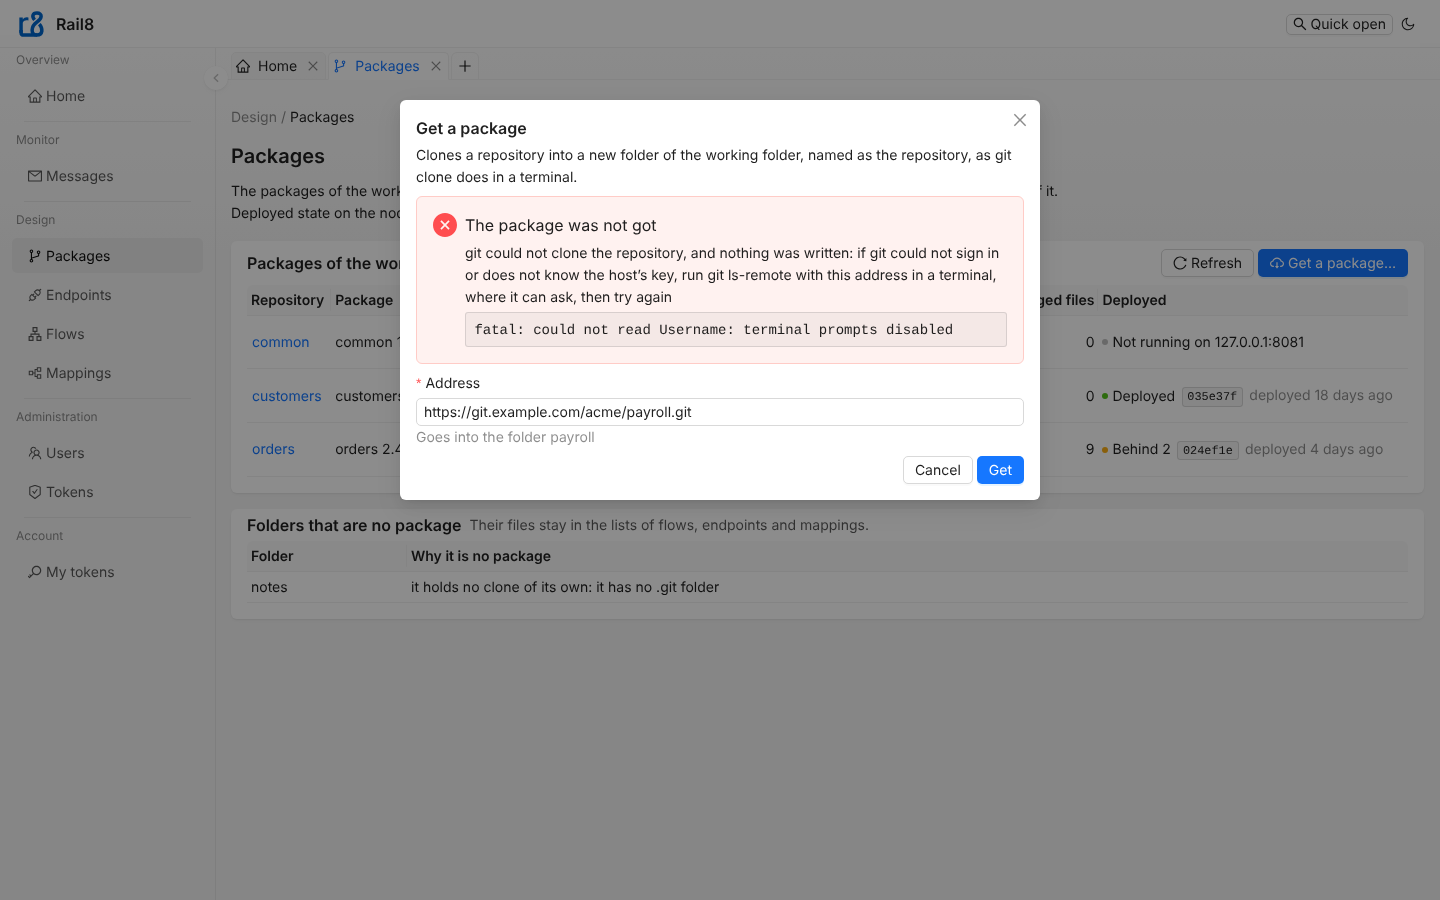 Rail8
Quick open
Overview
Home
Monitor
Messages
Design
Packages
Endpoints
Flows
Mappings
Administration
Users
Tokens
Account
My tokens
Home
Packages
Design / Packages
Packages
The packages of the work
f it.
Deployed state on the nod
Packages of the wor
Refresh
Get a package...
Repository
Package
ged files
Deployed
common
common 1
0
Not running on 127.0.0.1:8081
customers
customers
0
Deployed
035e37f
deployed 18 days ago
orders
orders 2.4
9
Behind 2
024ef1e
deployed 4 days ago
Get a package
Clones a repository into a new folder of the working folder, named as the repository, as git
clone does in a terminal.
The package was not got
git could not clone the repository, and nothing was written: if git could not sign in
or does not know the host’s key, run git ls-remote with this address in a terminal,
where it can ask, then try again
fatal: could not read Username: terminal prompts disabled
* Address
https://git.example.com/acme/payroll.git
Goes into the folder payroll
Cancel
Get
Folders that are no package
Their files stay in the lists of flows, endpoints and mappings.
Folder
Why it is no package
notes
it holds no clone of its own: it has no .git folder